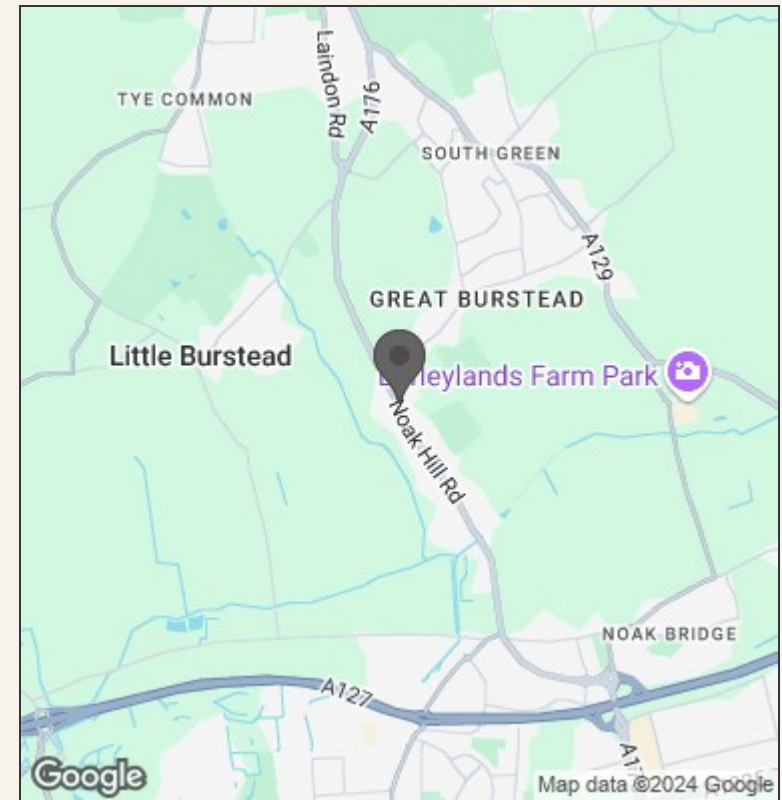 Laindon Rd
A176
TYE COMMON
SOUTH GREEN
A129
GREAT BURSTEAD
Little Burstead
Farm Park
Noak Hill Rd
NOAK BRIDGE
A127
Google
Map data ©2024 Google